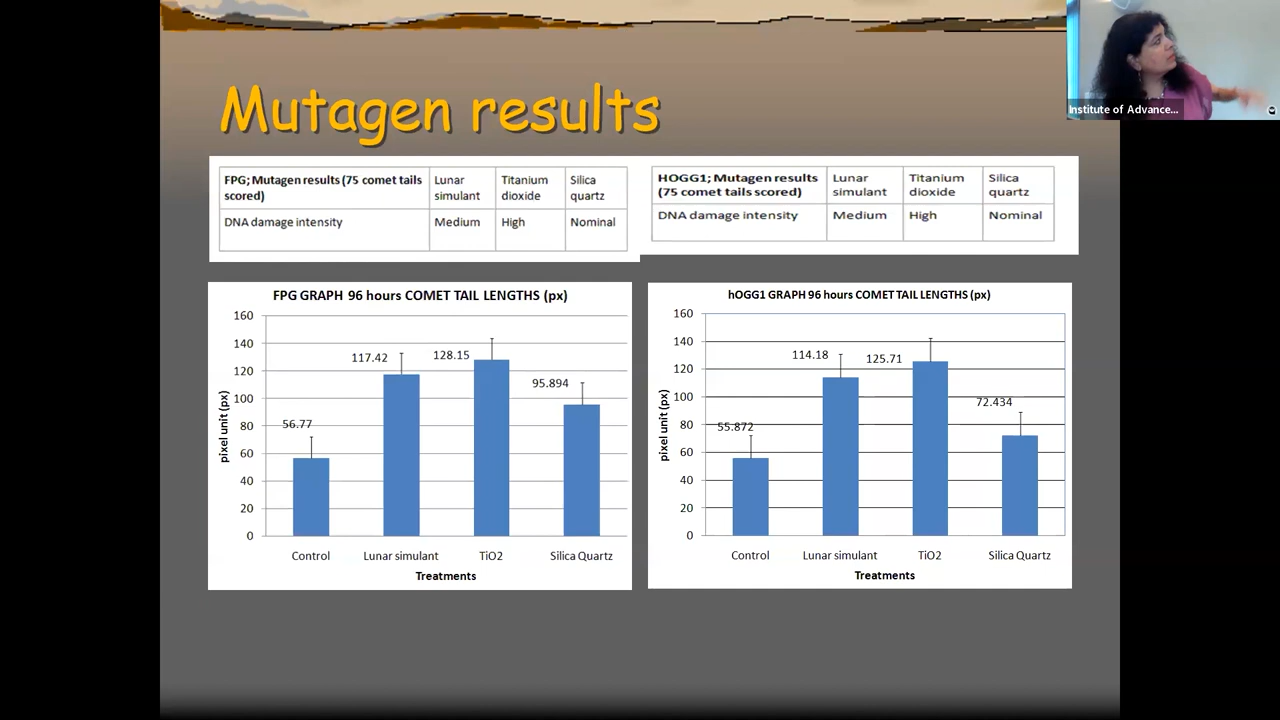 Institute of Advance...
Mutagen results
FPG; Mutagen results (75 comet tails
scored)
Lunar
simulant
Titanium
dioxide
Silica
quartz
DNA damage intensity
Medium
High
Nominal
HOGG1; Mutagen results
(75 comet tails scored)
Lunar
simulant
Titanium
dioxide
Silica
quartz
DNA damage intensity
Medium
High
Nominal
FPG GRAPH 96 hours COMET TAIL LENGTHS (px)
pixel unit (px)
160
140
120
100
80
60
40
20
0
56.77
117.42
128.15
95.894
Control
Lunar simulant
TiO2
Silica Quartz
Treatments
hOGG1 GRAPH 96 hours COMET TAIL LENGTHS (px)
pixel unit (px)
160
140
120
100
80
60
40
20
0
55.872
114.18
125.71
72.434
Control
Lunar simulant
TiO2
Silica Quartz
Treatments